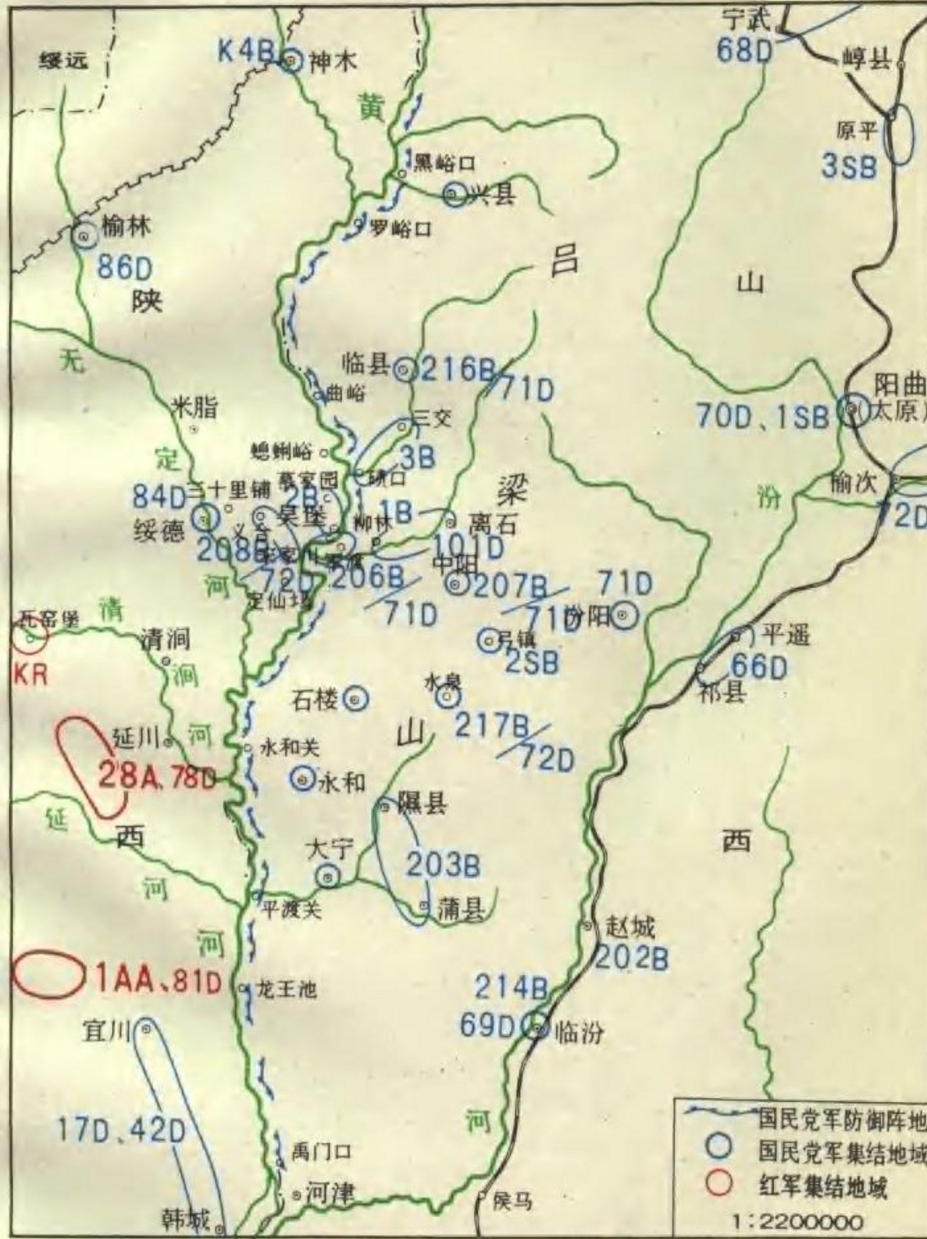 宁武
绥远
K4B
神木
68D
崞县
黄
原平
黑峪口
3SB
兴县
罗峪口
榆林
吕
86D
山
陕
无
临县
216B
71D
阳曲
(太原)
曲峪
70D、1SB
米脂
三交
螅蜊峪
3B
定
碛口
梁
汾
榆次
84D
三十里铺
慕家园
2B
吴堡
1B
72D
绥德
义合
柳林
离石
208B
101D
72D
206B
中阳
河
207B
71D
定仙墕
71D
71D
汾阳
瓦窑堡
清
弓镇
平遥
清涧
2SB
66D
KR
涧
石楼
水泉
祁县
217B
山
延川
河
永和关
72D
28A、78D
永和
隰县
延
西
大宁
西
203B
河
平渡关
蒲县
河
赵城
202B
1AA、81D
龙王池
214B
宜川
69D
临汾
17D、42D
河
国民党军防御阵地
禹门口
国民党军集结地域
河津
红军集结地域
侯马
韩城
1:2200000